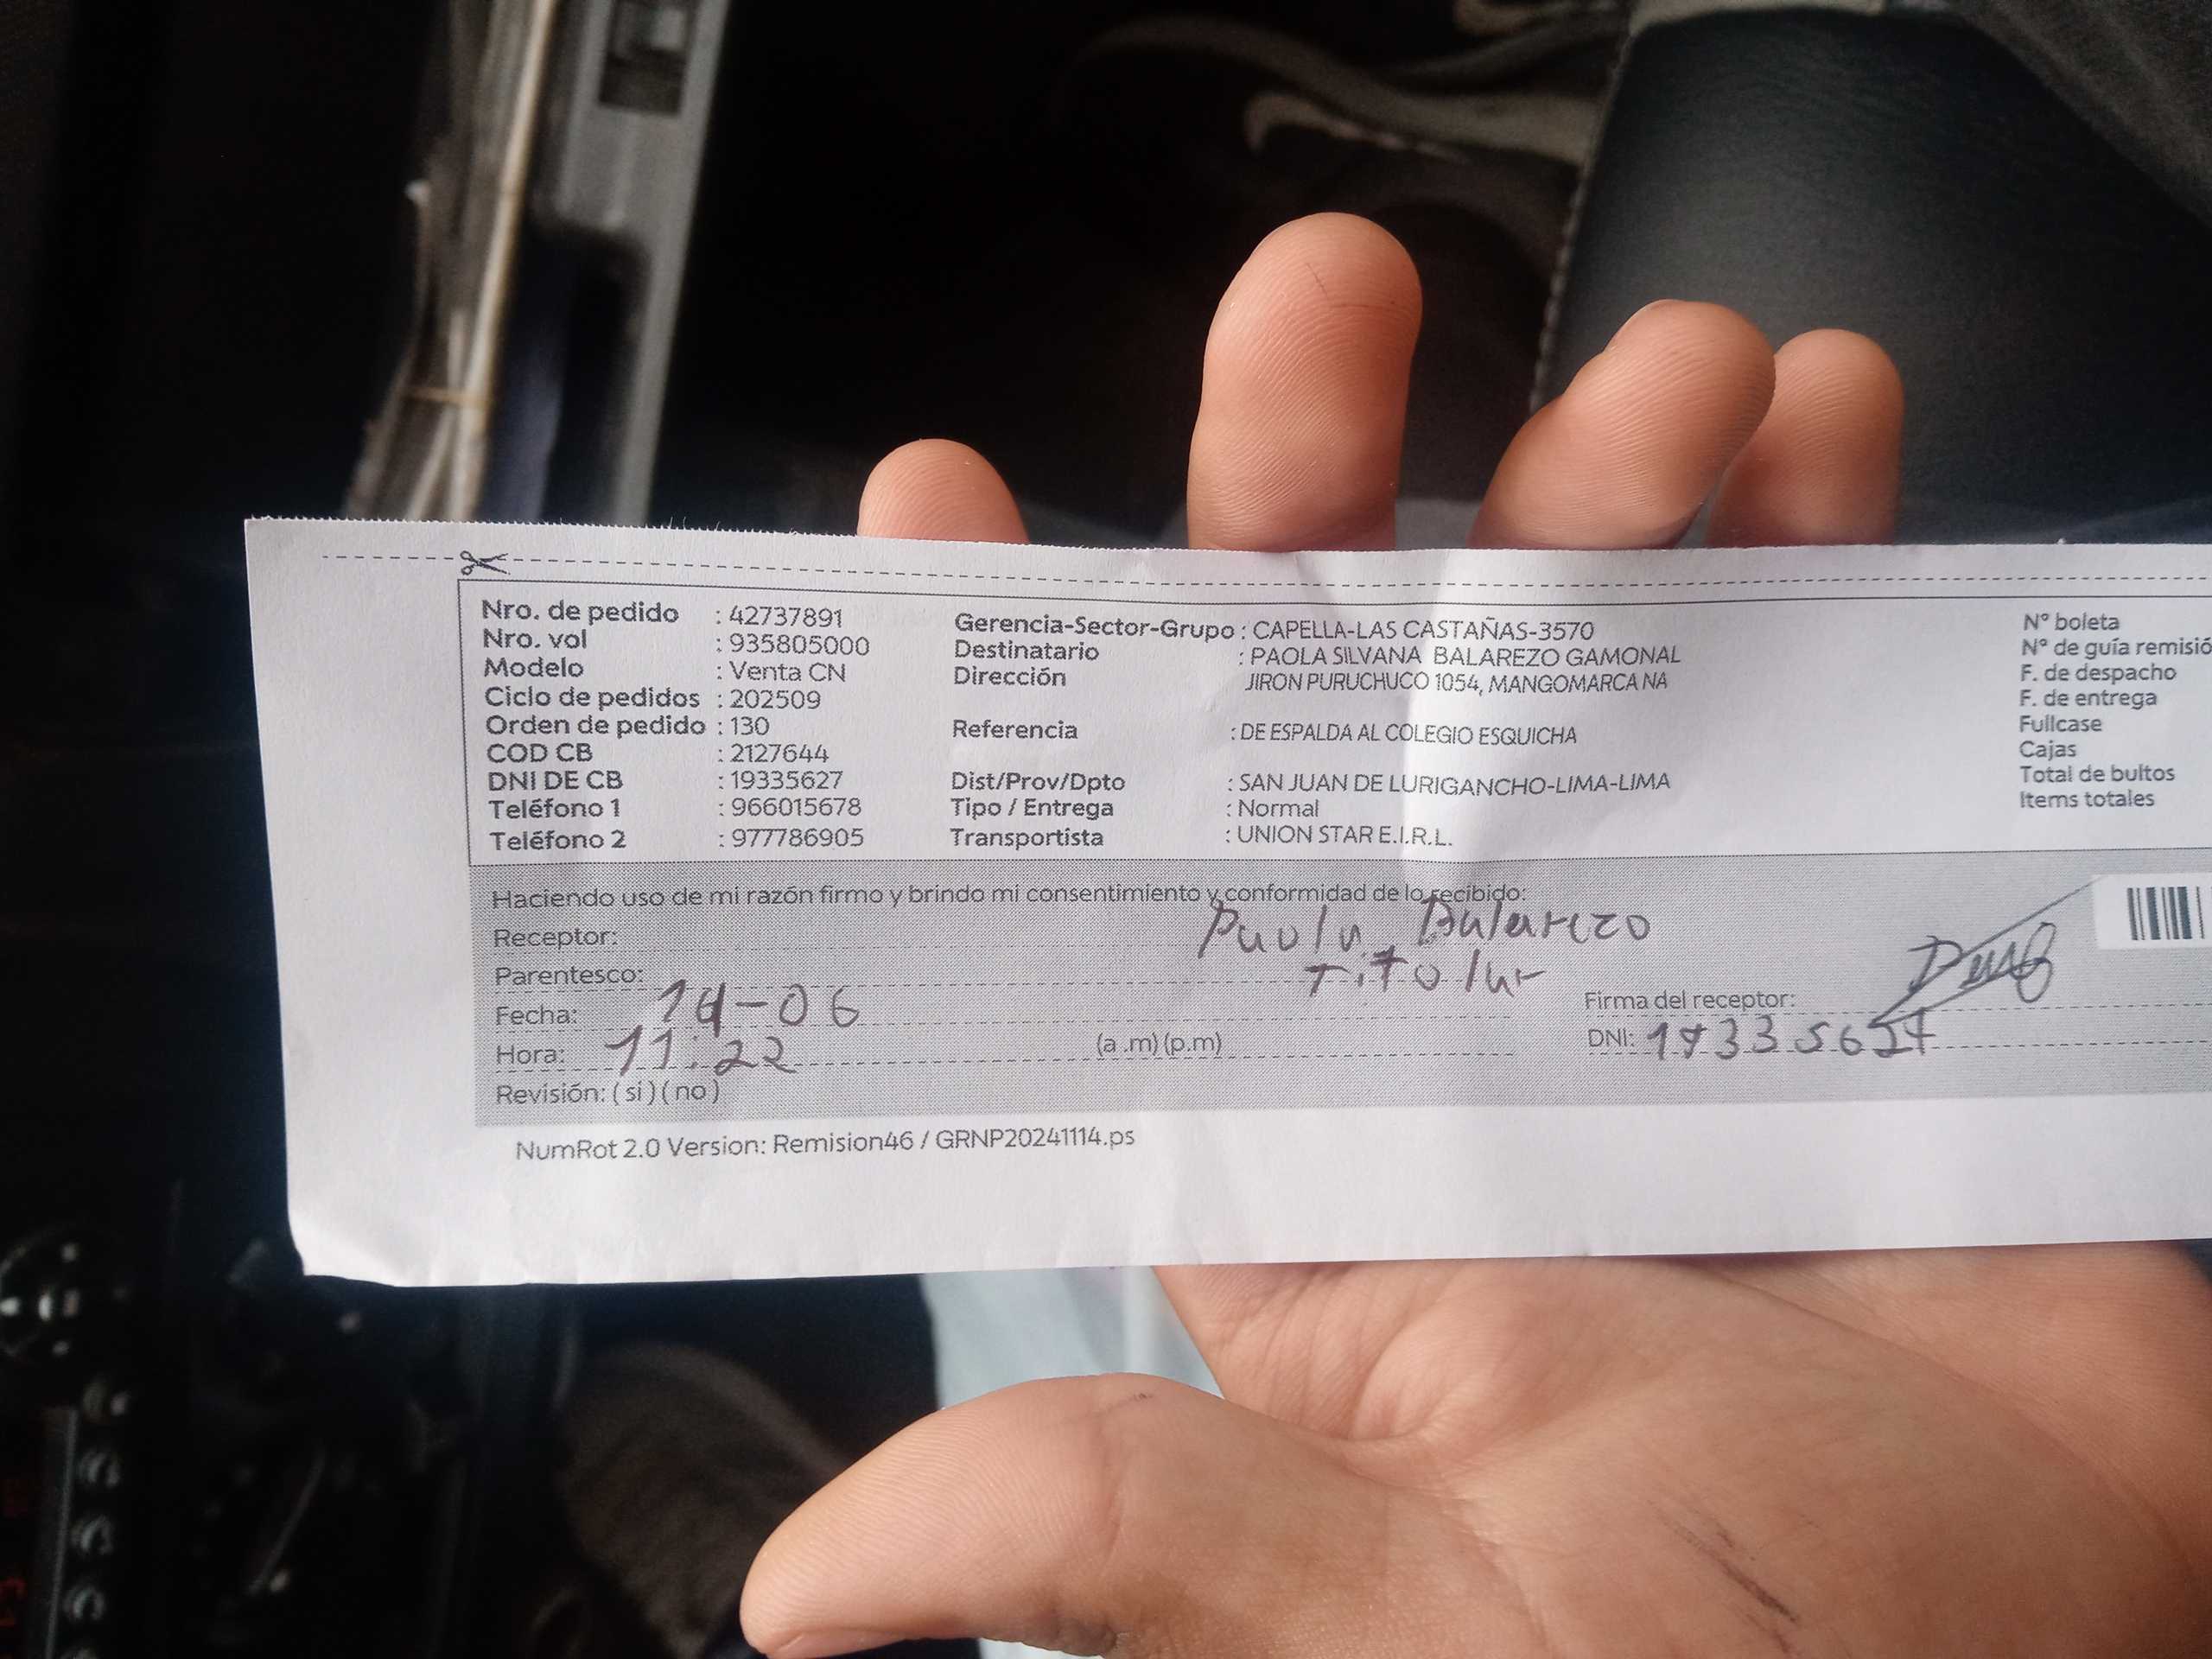 Nro. de pedido : 42737891
Nro. vol : 935805000
Modelo : Venta CN
Ciclo de pedidos : 202509
Orden de pedido : 130
COD CB : 2127644
DNI DE CB : 19335627
Teléfono 1 : 966015678
Teléfono 2 : 977786905
Gerencia-Sector-Grupo : CAPELLA-LAS CASTAÑAS-3570
Destinatario : PAOLA SILVANA BALAREZO GAMONAL
Dirección JIRON PURUCHUCO 1054, MANGOMARCA NA
Referencia : DE ESPALDA AL COLEGIO ESQUICHA
Dist/Prov/Dpto : SAN JUAN DE LURIGANCHO-LIMA-LIMA
Tipo / Entrega : Normal
Transportista : UNION STAR E.I.R.L.
N° boleta
N° de guía remisió
F. de despacho
F. de entrega
Fullcase
Cajas
Total de bultos
Items totales
Haciendo uso de mi razón firmo y brindo mi consentimiento y conformidad de lo recibido:
Receptor: Paola Balarezo
Parentesco: Titolar
Fecha: 14-06
Hora: 11:22 (a .m) (p.m)
Revisión: ( si ) ( no )
Firma del receptor:
DNI: 19335627
NumRot 2.0 Version: Remision46 / GRNP20241114.ps